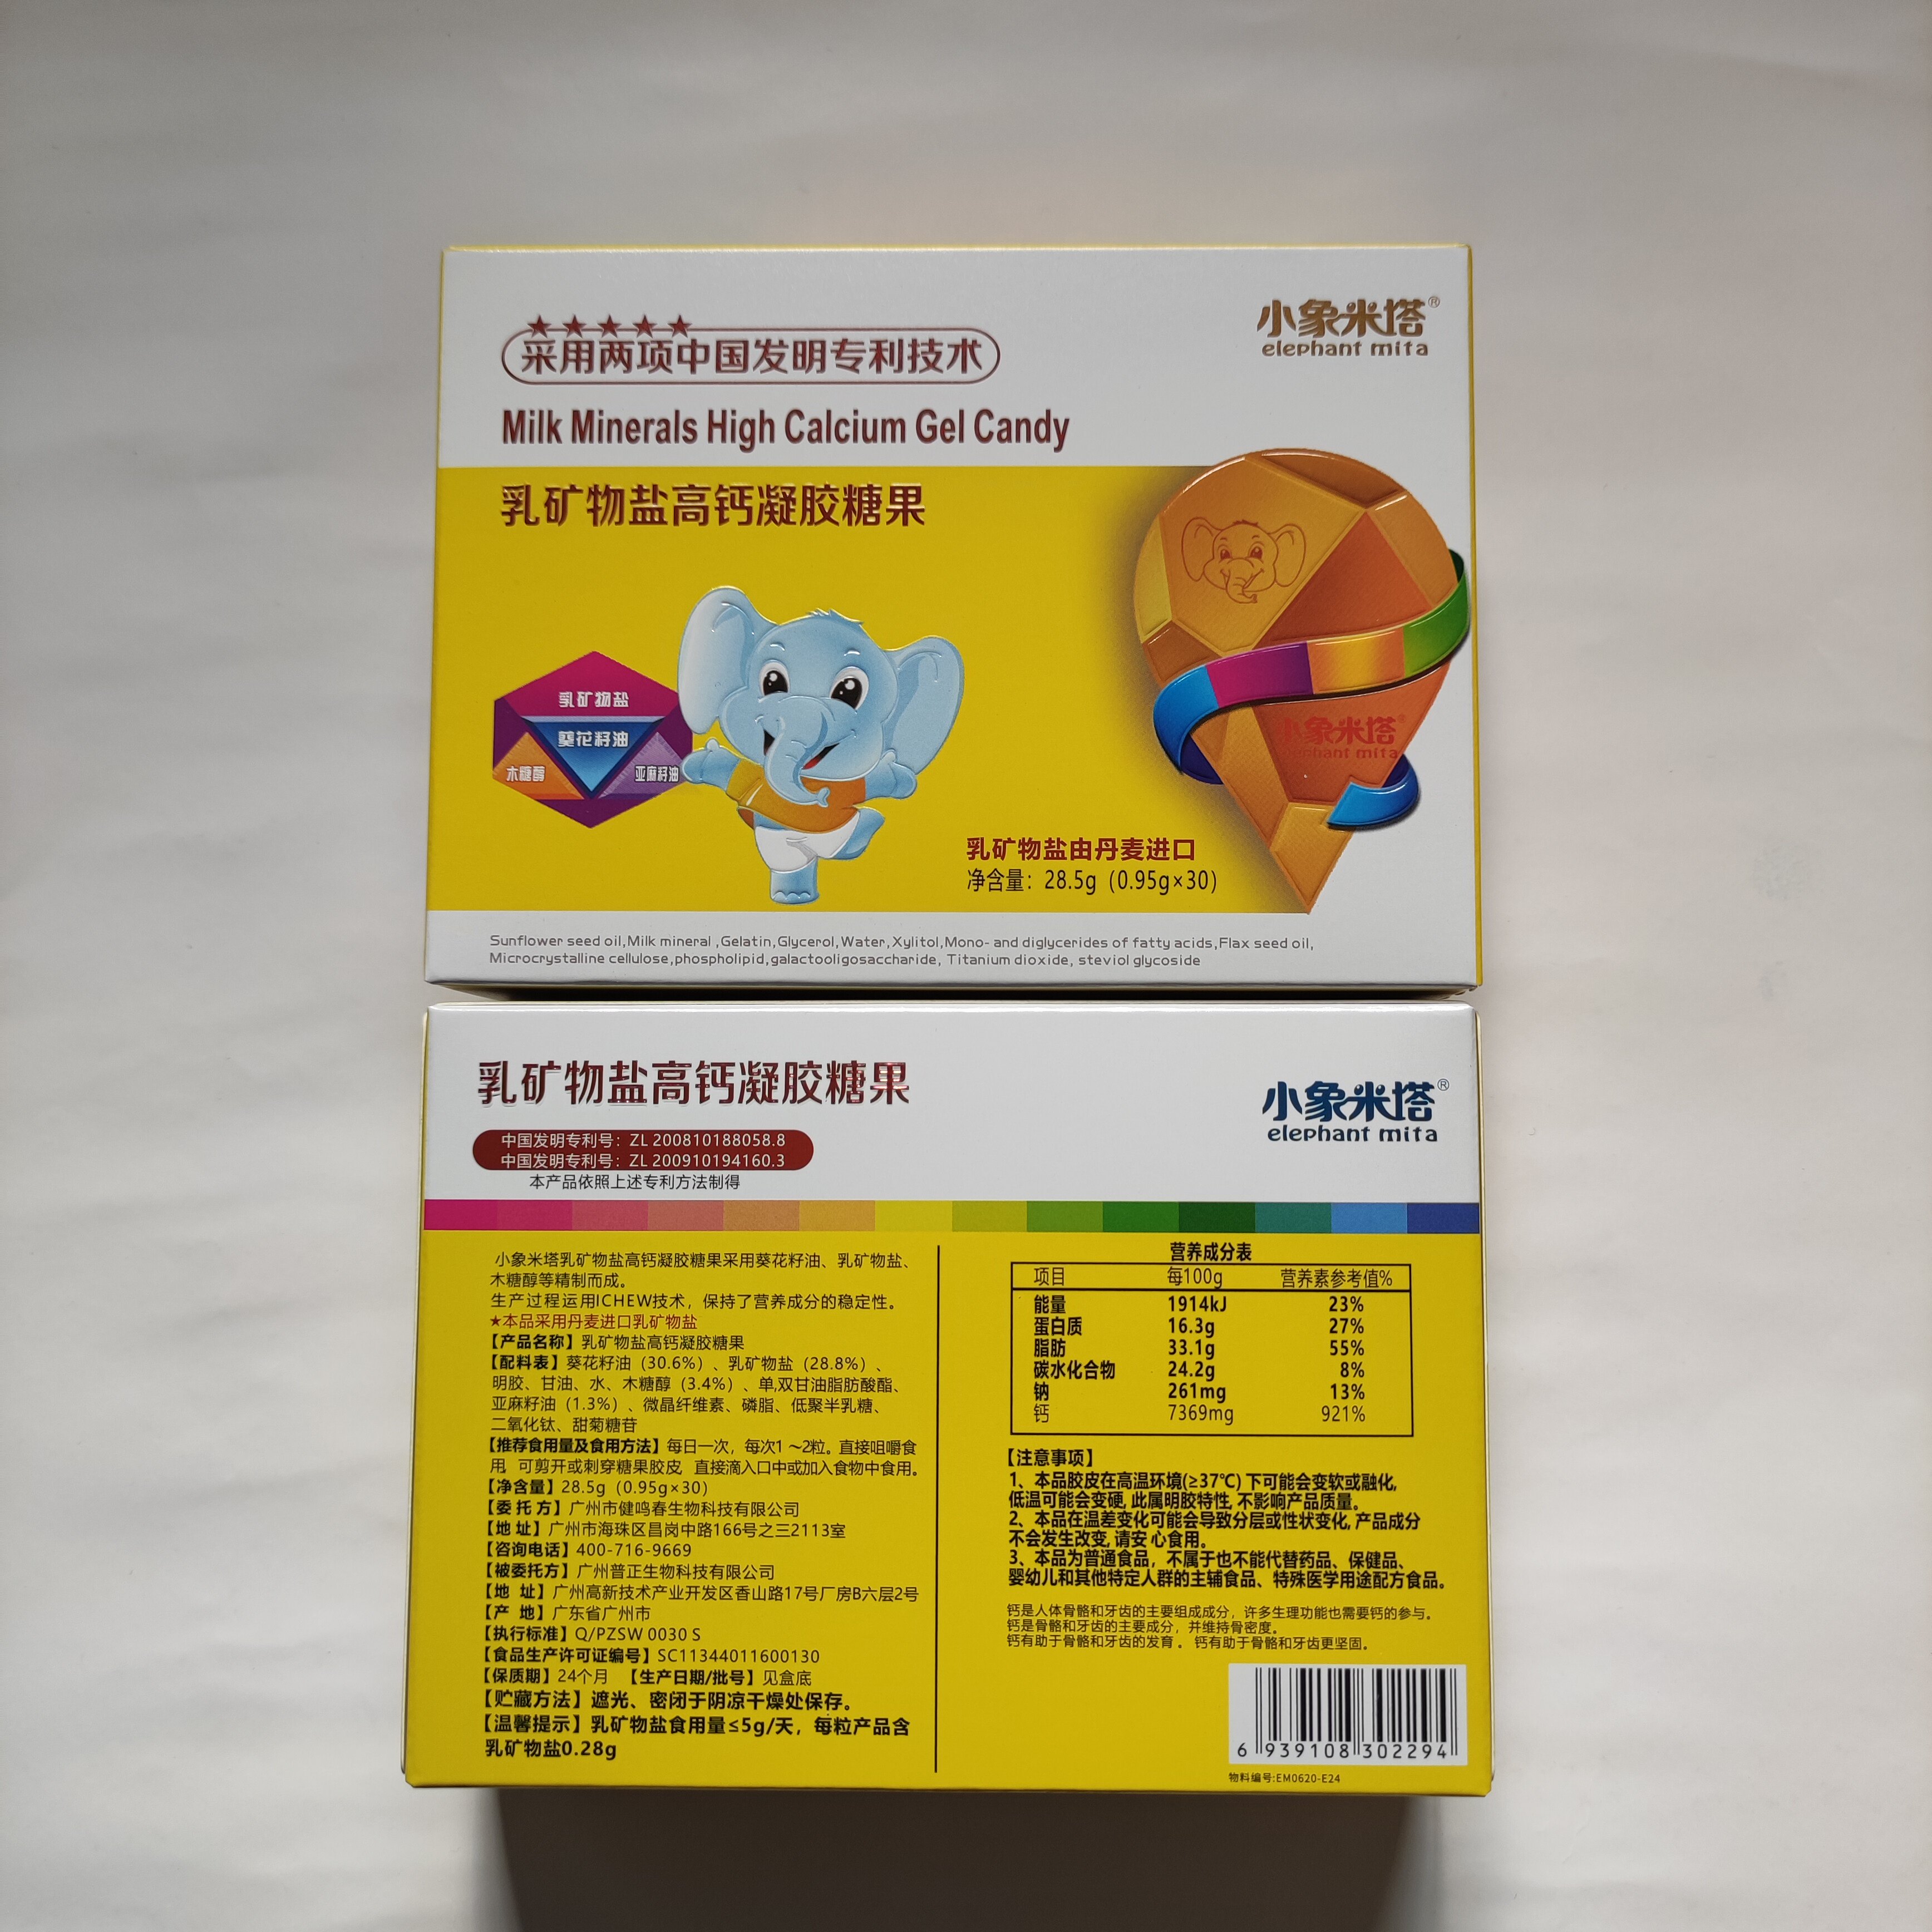 采用两项中国发明专利技术
小象米塔®
elephant mita
Milk Minerals High Calcium Gel Candy
乳矿物盐高钙凝胶糖果
乳矿物盐
葵花籽油
木糖醇
亚麻籽油
小象米塔®
elephant mita
乳矿物盐由丹麦进口
净含量：28.5g（0.95g×30）
Sunflower seed oil,Milk mineral ,Gelatin,Glycerol,Water,Xylitol,Mono- and diglycerides of fatty acids,Flax seed oil,
Microcrystalline cellulose,phospholipid,galactooligosaccharide, Titanium dioxide, steviol glycoside
乳矿物盐高钙凝胶糖果
小象米塔®
elephant mita
中国发明专利号：ZL 200810188058.8
中国发明专利号：ZL 200910194160.3
本产品依照上述专利方法制得
小象米塔乳矿物盐高钙凝胶糖果采用葵花籽油、乳矿物盐、
木糖醇等精制而成。
生产过程运用ICHEW技术，保持了营养成分的稳定性。
★本品采用丹麦进口乳矿物盐
【产品名称】乳矿物盐高钙凝胶糖果
【配料表】葵花籽油（30.6%）、乳矿物盐（28.8%）、
明胶、甘油、水、木糖醇（3.4%）、单,双甘油脂肪酸酯、
亚麻籽油（1.3%）、微晶纤维素、磷脂、低聚半乳糖、
二氧化钛、甜菊糖苷
【推荐食用量及食用方法】每日一次，每次1～2粒。直接咀嚼食
用，可剪开或刺穿糖果胶皮，直接滴入口中或加入食物中食用。
【净含量】28.5g（0.95g×30）
【委 托 方】广州市健鸣春生物科技有限公司
【地 址】广州市海珠区昌岗中路166号之三2113室
【咨询电话】400-716-9669
【被委托方】广州普正生物科技有限公司
【地 址】广州高新技术产业开发区香山路17号厂房B六层2号
【产 地】广东省广州市
【执行标准】Q/PZSW 0030 S
【食品生产许可证编号】SC11344011600130
【保质期】24个月 【生产日期/批号】见盒底
【贮藏方法】遮光、密闭于阴凉干燥处保存。
【温馨提示】乳矿物盐食用量≤5g/天，每粒产品含
乳矿物盐0.28g
营养成分表
项目 每100g 营养素参考值%
能量 1914kJ 23%
蛋白质 16.3g 27%
脂肪 33.1g 55%
碳水化合物 24.2g 8%
钠 261mg 13%
钙 7369mg 921%
【注意事项】
1、本品胶皮在高温环境(≥37℃) 下可能会变软或融化,
低温可能会变硬, 此属明胶特性, 不影响产品质量。
2、本品在温差变化可能会导致分层或性状变化, 产品成分
不会发生改变, 请安 心食用。
3、本品为普通食品，不属于也不能代替药品、保健品、
婴幼儿和其他特定人群的主辅食品、特殊医学用途配方食品。
钙是人体骨骼和牙齿的主要组成成分，许多生理功能也需要钙的参与。
钙是骨骼和牙齿的主要成分，并维持骨密度。
钙有助于骨骼和牙齿的发育 。 钙有助于骨骼和牙齿更坚固。
6 939108 302294
物料编号:EM0620-E24